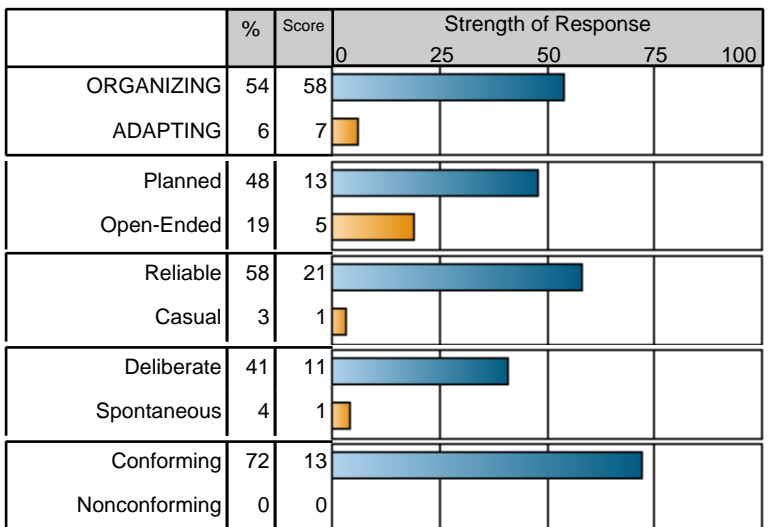 % Score Strength of Response
0 25 50 75 100
ORGANIZING 54 58
ADAPTING 6 7
Planned 48 13
Open-Ended 19 5
Reliable 58 21
Casual 3 1
Deliberate 41 11
Spontaneous 4 1
Conforming 72 13
Nonconforming 0 0